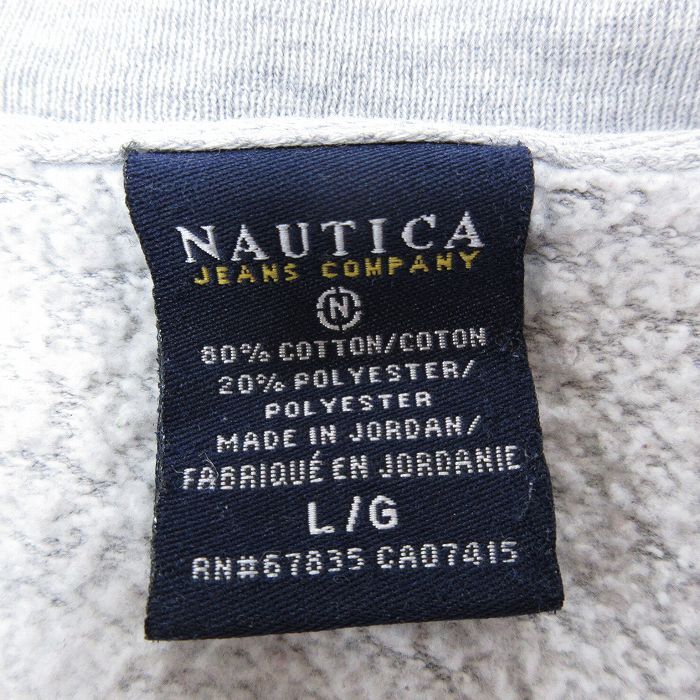 NAUTICA
JEANS COMPANY
N
80% COTTON/COTON
20% POLYESTER/
POLYESTER
MADE IN JORDAN/
FABRIQUÉ EN JORDANIE
L/G
RN#67835 CA07415